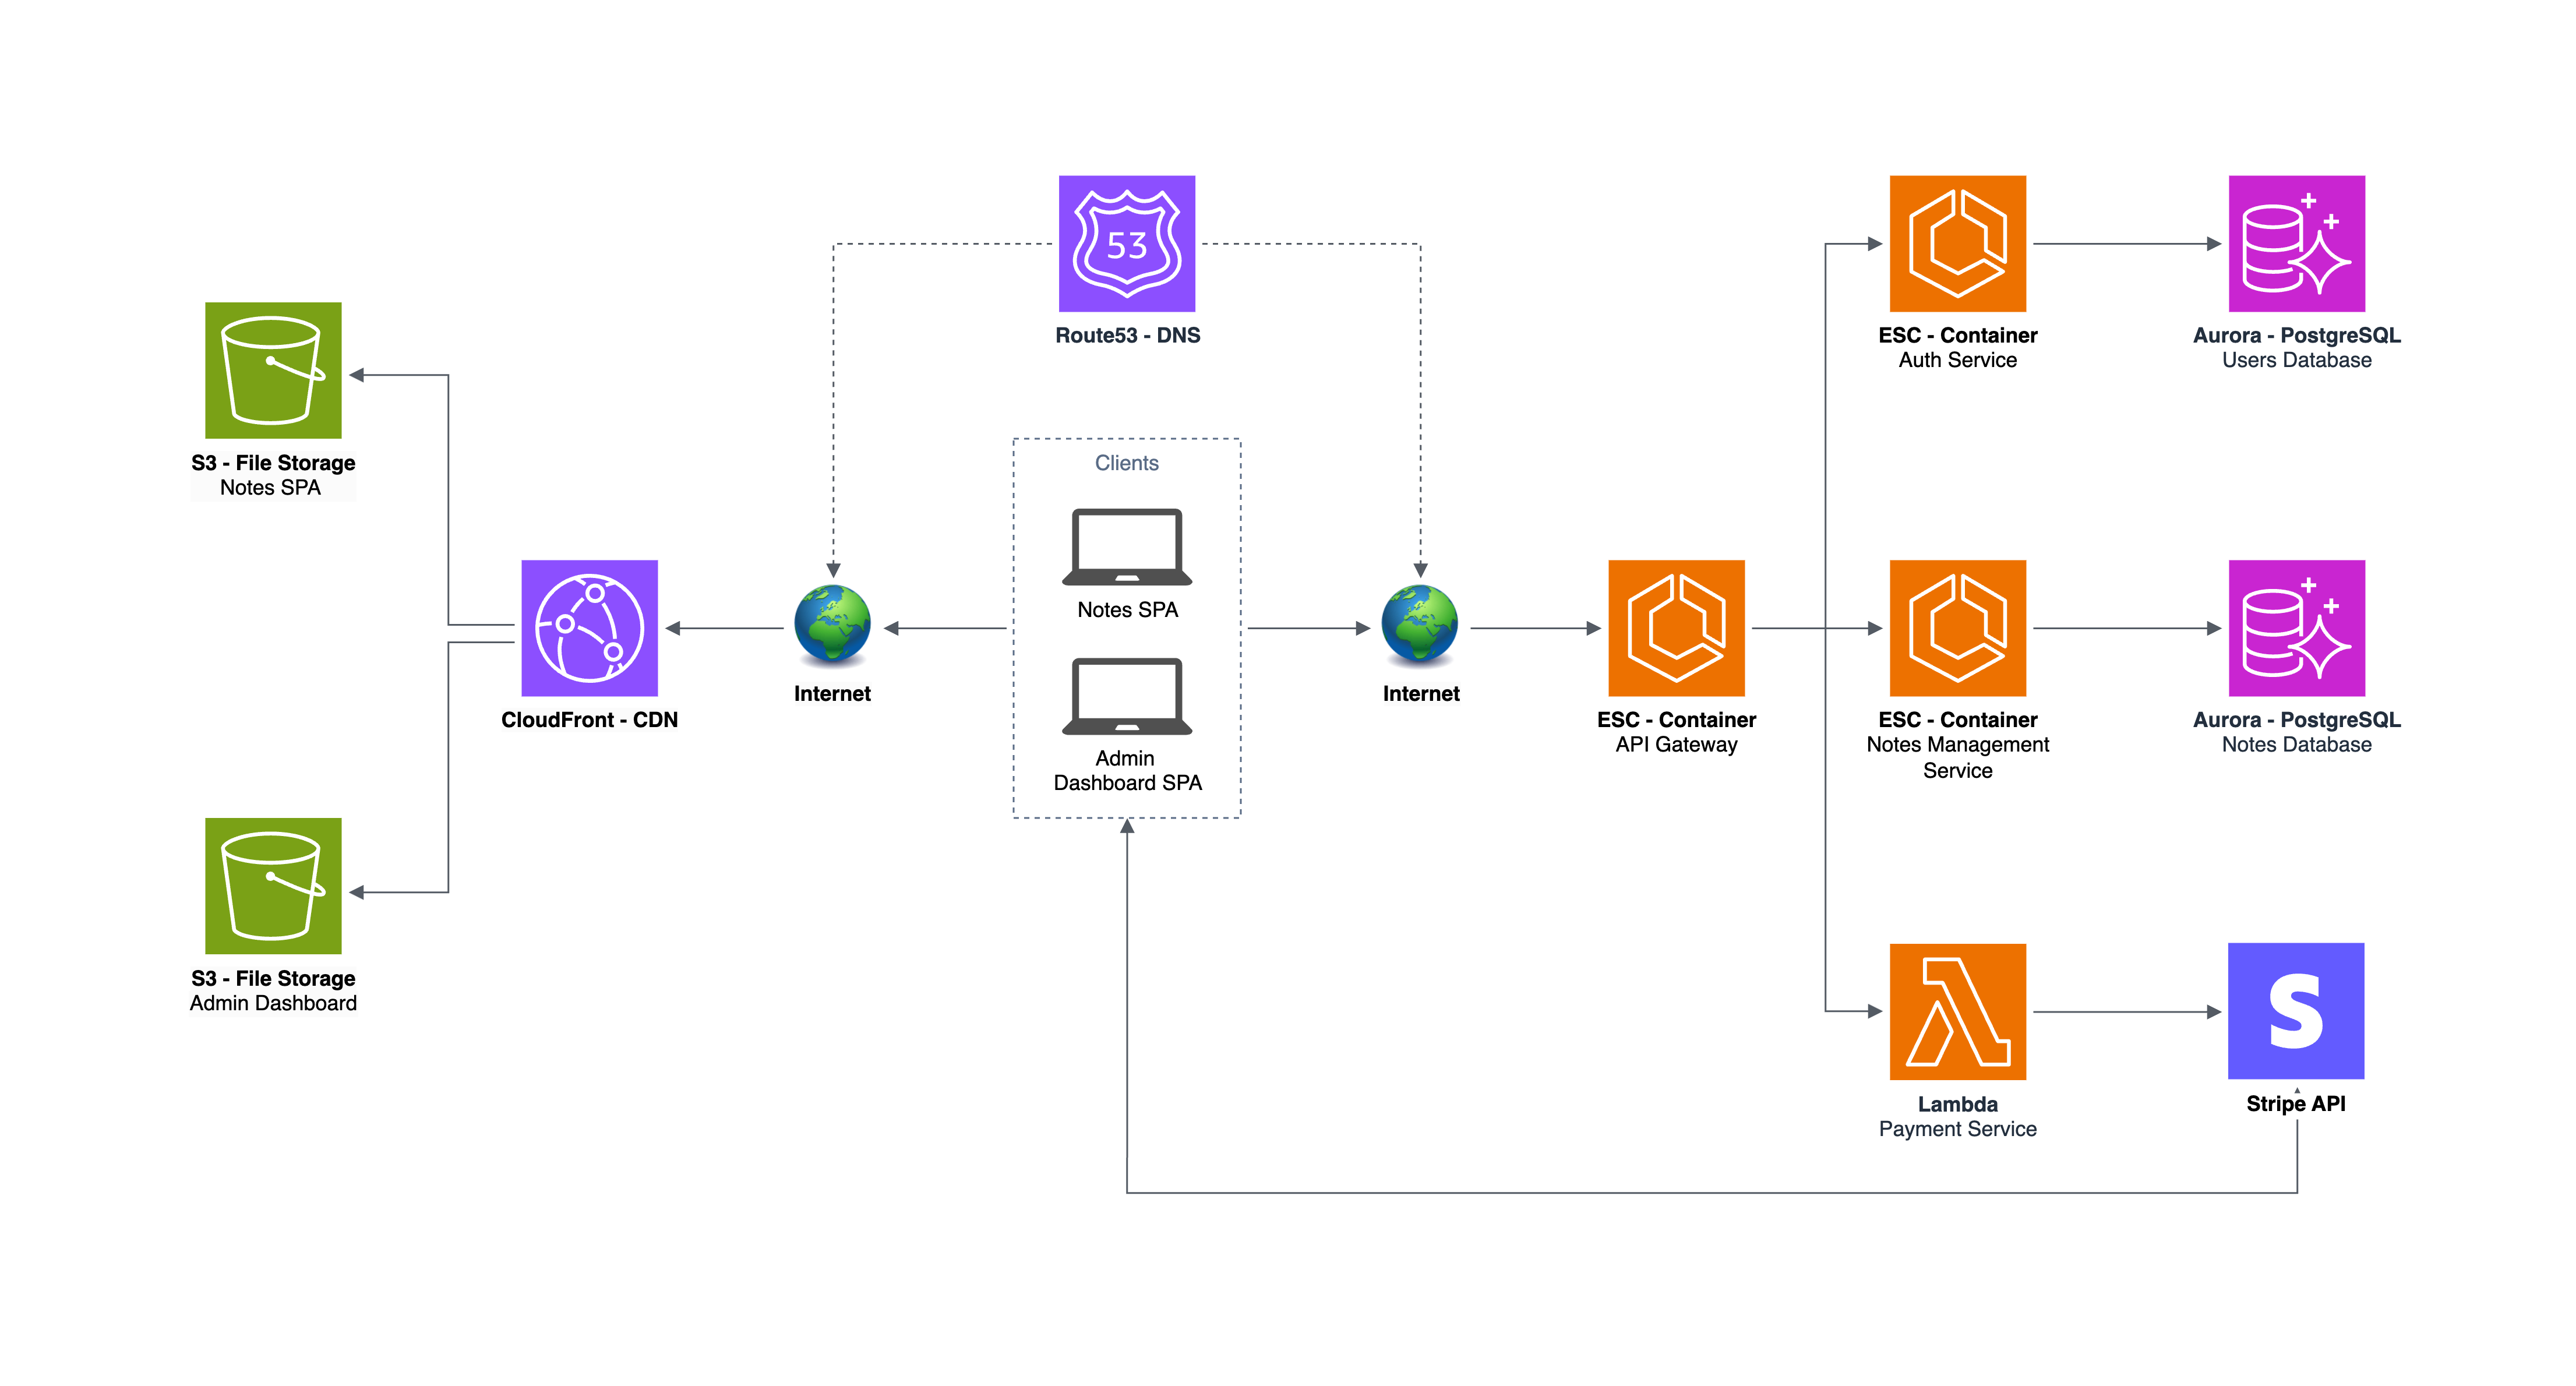 53
Route53 - DNS
ESC - Container
Auth Service
Aurora - PostgreSQL
Users Database
S3 - File Storage
Notes SPA
Clients
Notes SPA
Admin
Dashboard SPA
CloudFront - CDN
Internet
Internet
ESC - Container
API Gateway
ESC - Container
Notes Management
Service
Aurora - PostgreSQL
Notes Database
S3 - File Storage
Admin Dashboard
S
Lambda
Payment Service
Stripe API